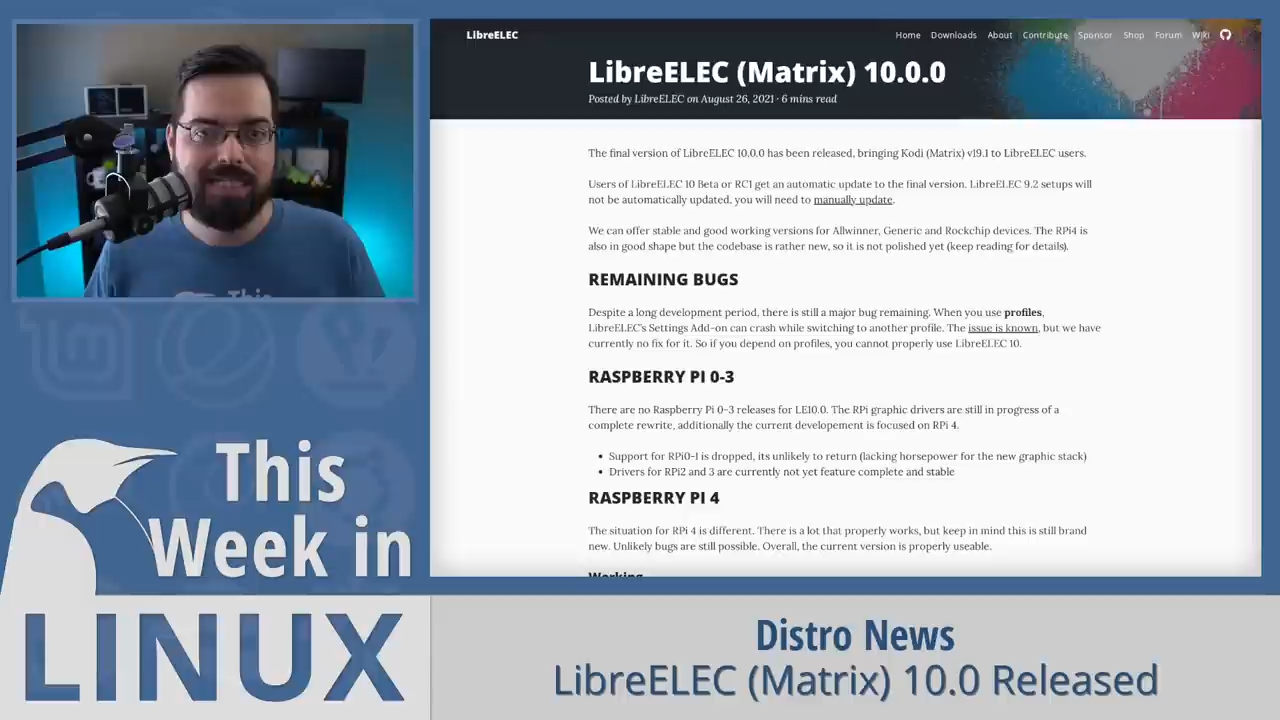 LibreELEC
Home Downloads About Contribute Sponsor Shop Forum Wiki
LibreELEC (Matrix) 10.0.0
Posted by LibreELEC on August 26, 2021 · 6 mins read
The final version of LibreELEC 10.0.0 has been released, bringing Kodi (Matrix) v19.1 to LibreELEC users.
Users of LibreELEC 10 Beta or RC1 get an automatic update to the final version. LibreELEC 9.2 setups will
not be automatically updated, you will need to manually update.
We can offer stable and good working versions for Allwinner, Generic and Rockchip devices. The RPi4 is
also in good shape but the codebase is rather new, so it is not polished yet (keep reading for details).
REMAINING BUGS
Despite a long development period, there is still a major bug remaining. When you use profiles,
LibreELEC's Settings Add-on can crash while switching to another profile. The issue is known, but we have
currently no fix for it. So if you depend on profiles, you cannot properly use LibreELEC 10.
RASPBERRY PI 0-3
There are no Raspberry Pi 0-3 releases for LE10.0. The RPi graphic drivers are still in progress of a
complete rewrite, additionally the current developement is focused on RPi 4.
• Support for RPi0-1 is dropped, its unlikely to return (lacking horsepower for the new graphic stack)
• Drivers for RPi2 and 3 are currently not yet feature complete and stable
RASPBERRY PI 4
The situation for RPi 4 is different. There is a lot that properly works, but keep in mind this is still brand
new. Unlikely bugs are still possible. Overall, the current version is properly useable.
Working
This
This
Week in
LINUX
Distro News
LibreELEC (Matrix) 10.0 Released